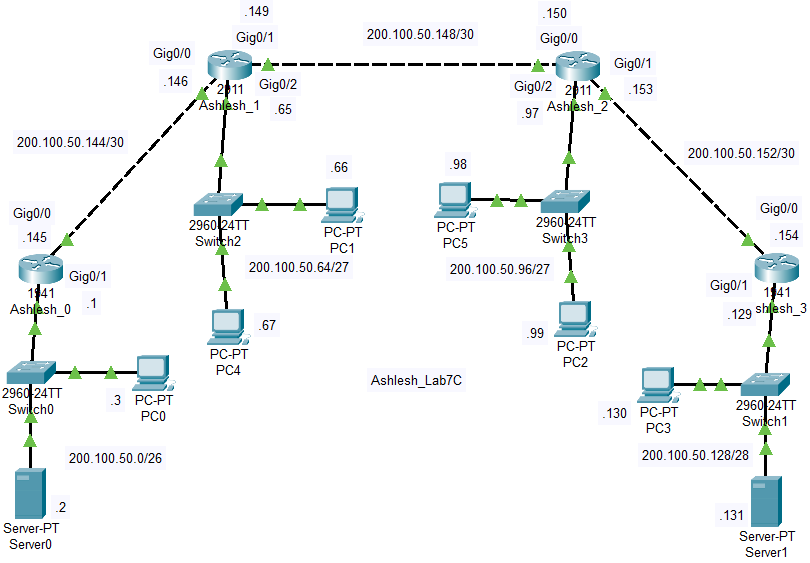 .149
.150
Gig0/1
200.100.50.148/30
Gig0/0
Gig0/0
Gig0/1
.146
Gig0/2
Gig0/2
.153
2911
Ashlesh_1
.65
2911
Ashlesh_2
.97
200.100.50.144/30
200.100.50.152/30
.66
.98
Gig0/0
.145
2960-24TT
Switch2
PC-PT
PC1
PC-PT
PC5
2960-24TT
Switch3
Gig0/0
.154
200.100.50.64/27
200.100.50.96/27
Gig0/1
1941
Ashlesh_0
.1
Gig0/1
1941
shlesh_3
.129
.67
.99
PC-PT
PC4
PC-PT
PC2
Ashlesh_Lab7C
2960-24TT
Switch0
.3
PC-PT
PC0
.130
PC-PT
PC3
2960-24TT
Switch1
200.100.50.0/26
200.100.50.128/28
.2
.131
Server-PT
Server0
Server-PT
Server1